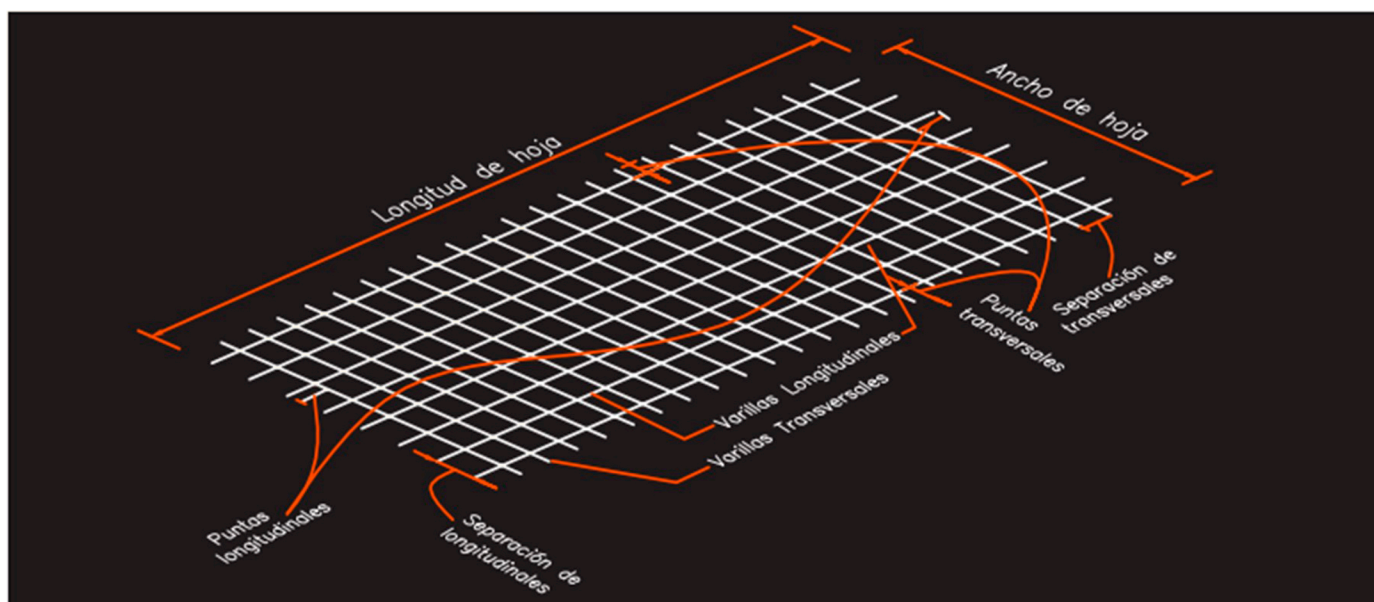 Longitud de hoja
Ancho de hoja
Separación de
transversales
Puntas
transversales
Varillas Longitudinales
Varillas Transversales
Puntas
longitudinales
Separación de
longitudinales